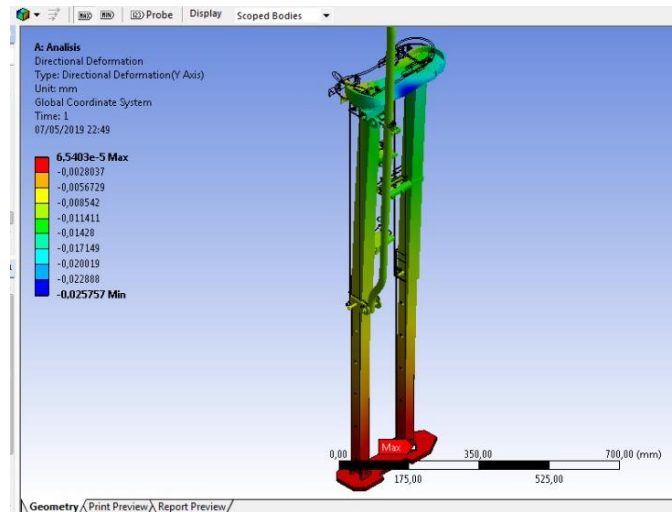 MAX MIN Probe Display Scoped Bodies
A: Analisis
Directional Deformation
Type: Directional Deformation(Y Axis)
Unit: mm
Global Coordinate System
Time: 1
07/05/2019 22:49
6,5403e-5 Max
-0,0028037
-0,0056729
-0,008542
-0,011411
-0,01428
-0,017149
-0,020019
-0,022888
-0,025757 Min
Max
0,00 350,00 700,00 (mm)
175,00 525,00
Geometry Print Preview Report Preview